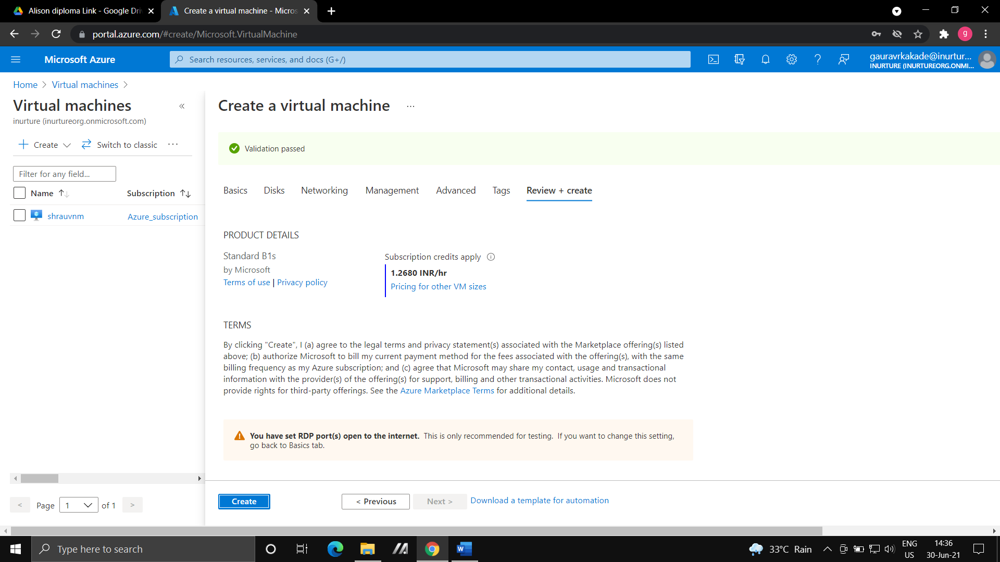 Alison diploma Link - Google Dri
Create a virtual machine - Micros
portal.azure.com/#create/Microsoft.VirtualMachine
g
Microsoft Azure
Search resources, services, and docs (G+/)
gauravrkakade@inurtur...
INURTURE (INURTUREORG.ONMI...
Home > Virtual machines >
Virtual machines
«
inurture (inurtureorg.onmicrosoft.com)
Create
Switch to classic
...
Filter for any field...
Name ↑↓
Subscription ↑↓
shrauvnm
Azure_subscription
< Page 1 of 1 >
Create a virtual machine ...
Validation passed
Basics Disks Networking Management Advanced Tags Review + create
PRODUCT DETAILS
Standard B1s
by Microsoft
Terms of use | Privacy policy
Subscription credits apply
1.2680 INR/hr
Pricing for other VM sizes
TERMS
By clicking "Create", I (a) agree to the legal terms and privacy statement(s) associated with the Marketplace offering(s) listed
above; (b) authorize Microsoft to bill my current payment method for the fees associated with the offering(s), with the same
billing frequency as my Azure subscription; and (c) agree that Microsoft may share my contact, usage and transactional
information with the provider(s) of the offering(s) for support, billing and other transactional activities. Microsoft does not
provide rights for third-party offerings. See the Azure Marketplace Terms for additional details.
You have set RDP port(s) open to the internet. This is only recommended for testing. If you want to change this setting,
go back to Basics tab.
Create
< Previous
Next >
Download a template for automation
Type here to search
W
33°C Rain
ENG
US
14:36
30-Jun-21